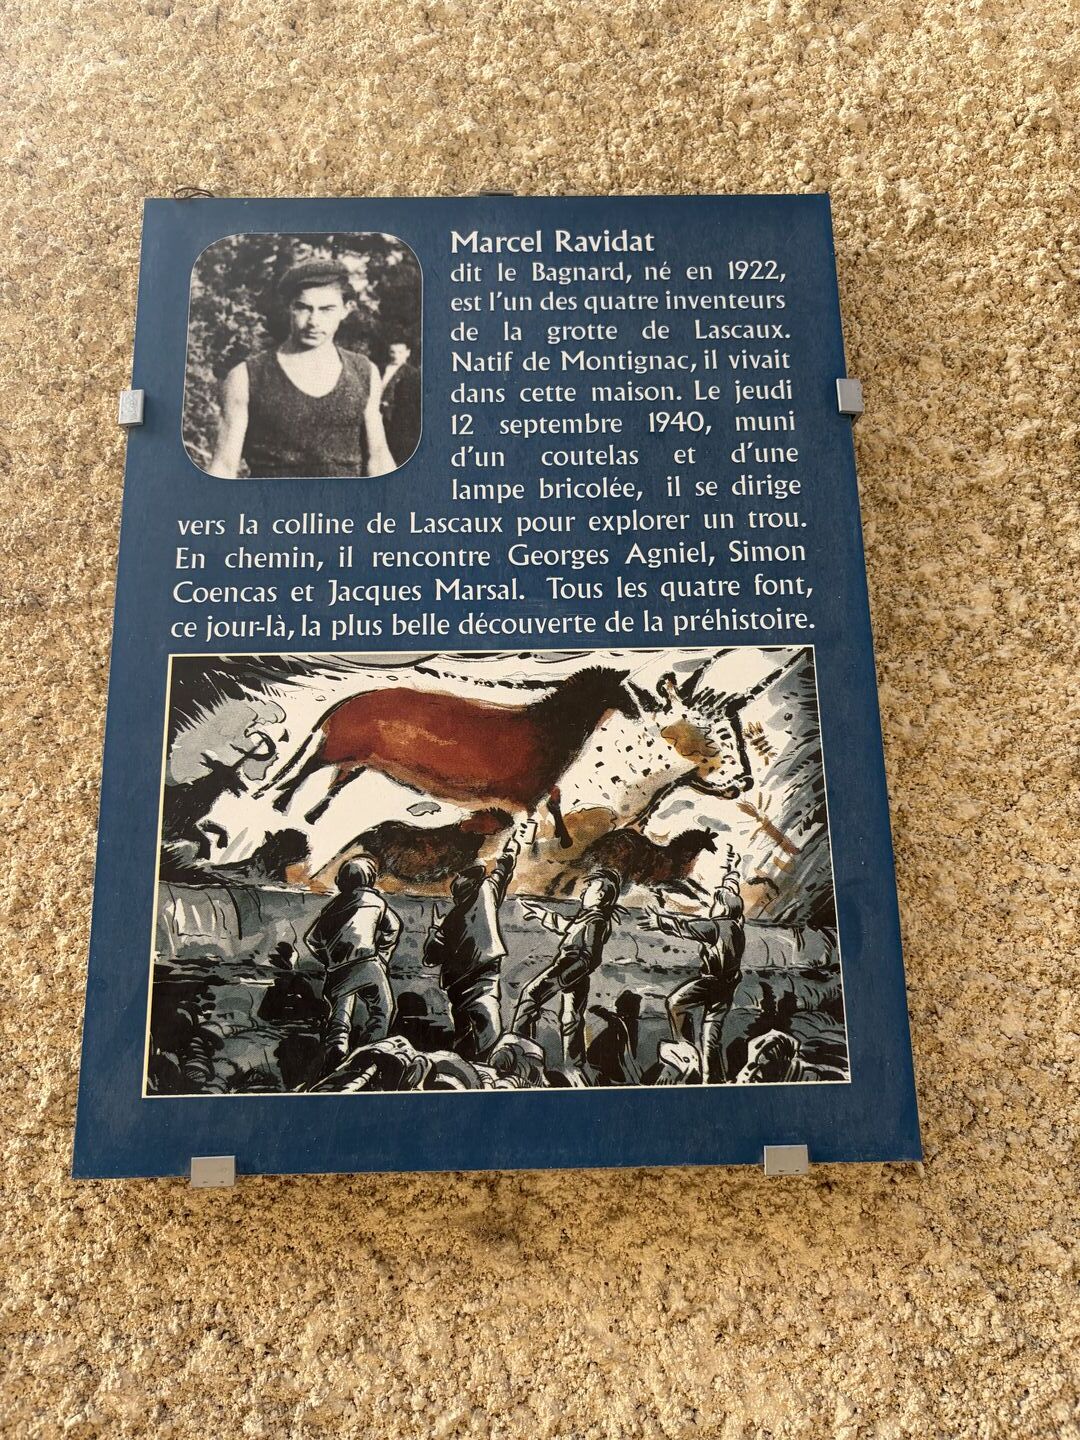 Marcel Ravidat
dit le Bagnard, né en 1922,
est l'un des quatre inventeurs
de la grotte de Lascaux.
Natif de Montignac, il vivait
dans cette maison. Le jeudi
12 septembre 1940, muni
d'un coutelas et d'une
lampe bricolée, il se dirige
vers la colline de Lascaux pour explorer un trou.
En chemin, il rencontre Georges Agniel, Simon
Coencas et Jacques Marsal. Tous les quatre font,
ce jour-là, la plus belle découverte de la préhistoire.